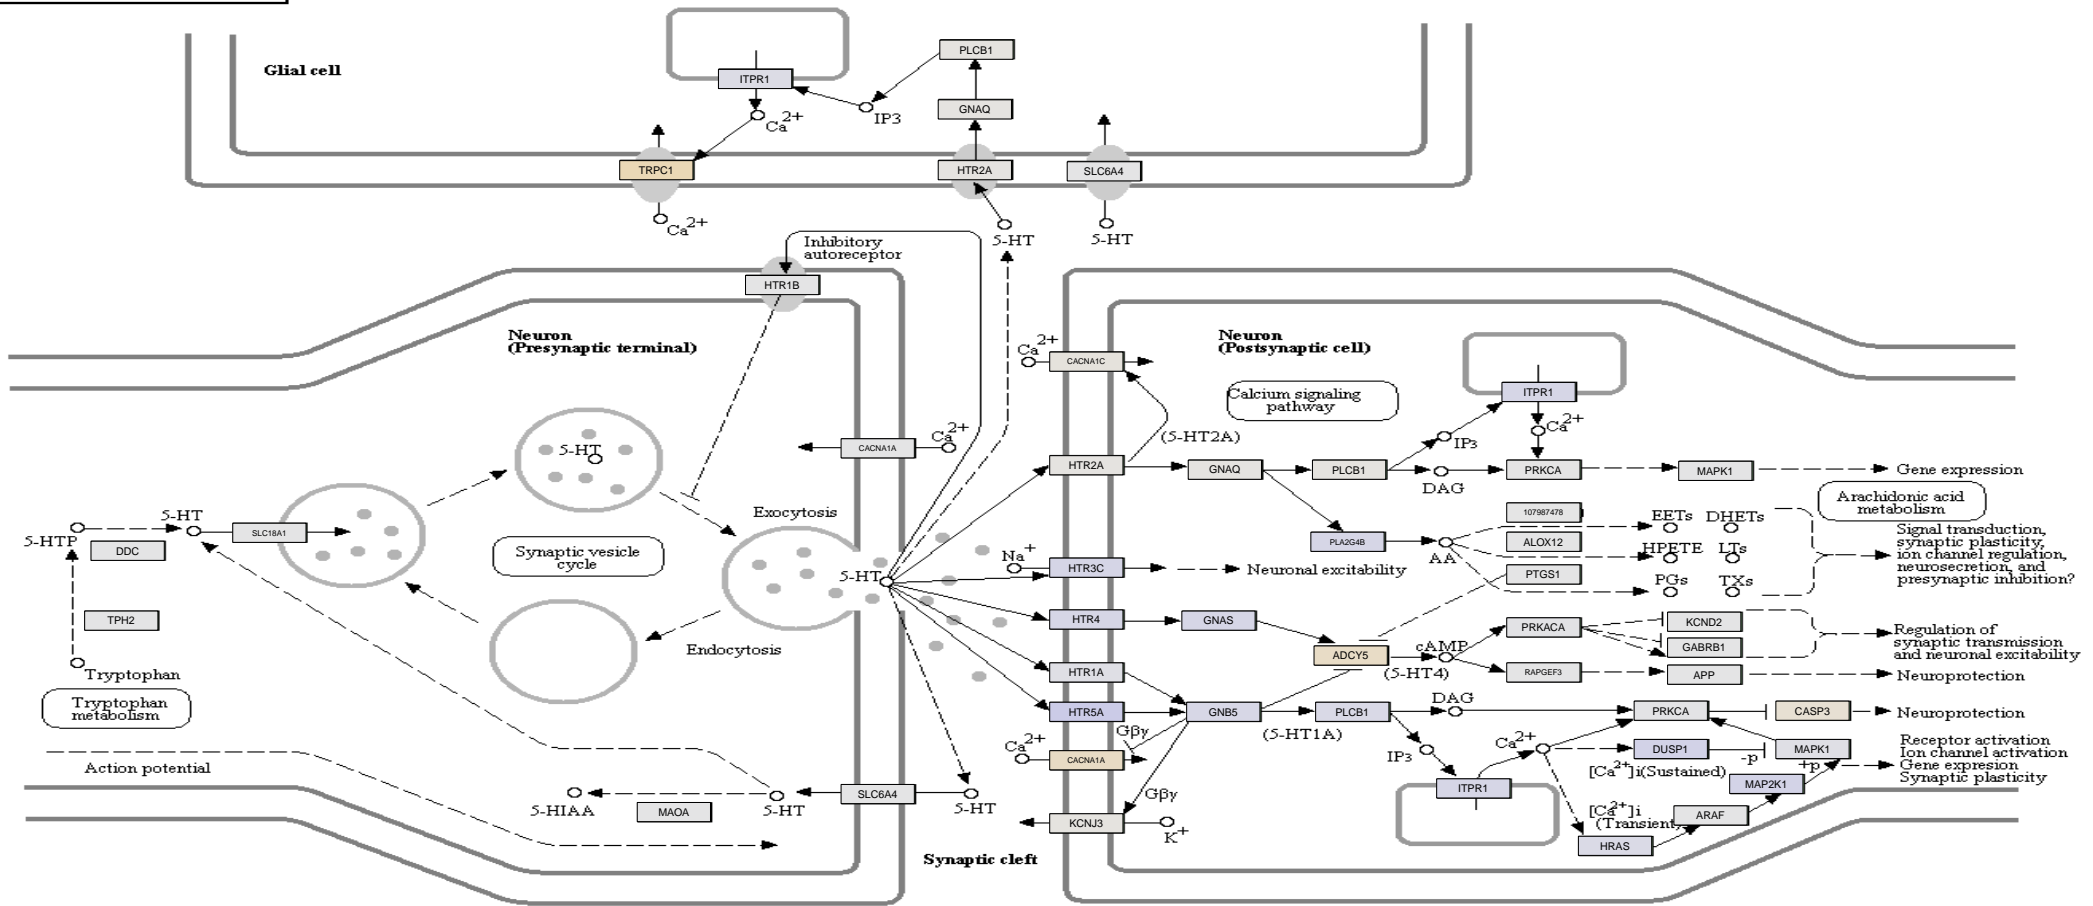 PLCB1
Glial cell
ITPR1
Ca2+
IP3
GNAQ
TRPC1
HTR2A
SLC6A4
Ca2+
5-HT
5-HT
Inhibitory
autoreceptor
HTR1B
Neuron
(Presynaptic terminal)
Neuron
(Postsynaptic cell)
Ca2+
CACNA1C
Calcium signaling
pathway
ITPR1
Ca2+
IP3
(5-HT2A)
5-HT
CACNA1A
Ca2+
HTR2A
GNAQ
PLCB1
DAG
PRKCA
MAPK1
Gene expression
Arachidonic acid
metabolism
5-HTP
DDC
5-HT
SLC18A1
Exocytosis
Synaptic vesicle
cycle
5-HT
Na+
HTR3C
Neuronal excitability
PLA2G4B
AA
107987478
ALOX12
PTGS1
EETs
DHETs
HPETE
LTs
PGs
TXs
Signal transduction,
synaptic plasticity,
ion channel regulation,
neurosecretion, and
presynaptic inhibition?
TPH2
Tryptophan
Tryptophan
metabolism
Endocytosis
HTR4
GNAS
ADCY5
cAMP
(5-HT4)
PRKACA
KCND2
GABRB1
Regulation of
synaptic transmission
and neuronal excitability
RAPGEF3
APP
Neuroprotection
HTR1A
HTR5A
GNB5
PLCB1
(5-HT1A)
DAG
PRKCA
CASP3
Neuroprotection
Gβγ
Ca2+
CACNA1A
IP3
Ca2+
DUSP1
-p
MAPK1
[Ca2+]i(Sustained)
+p
Receptor activation
Ion channel activation
Gene expresion
Synaptic plasticity
Action potential
5-HIAA
MAOA
5-HT
SLC6A4
5-HT
Gβγ
KCNJ3
K+
ITPR1
MAP2K1
[Ca2+]i
(Transient)
ARAF
HRAS
Synaptic cleft